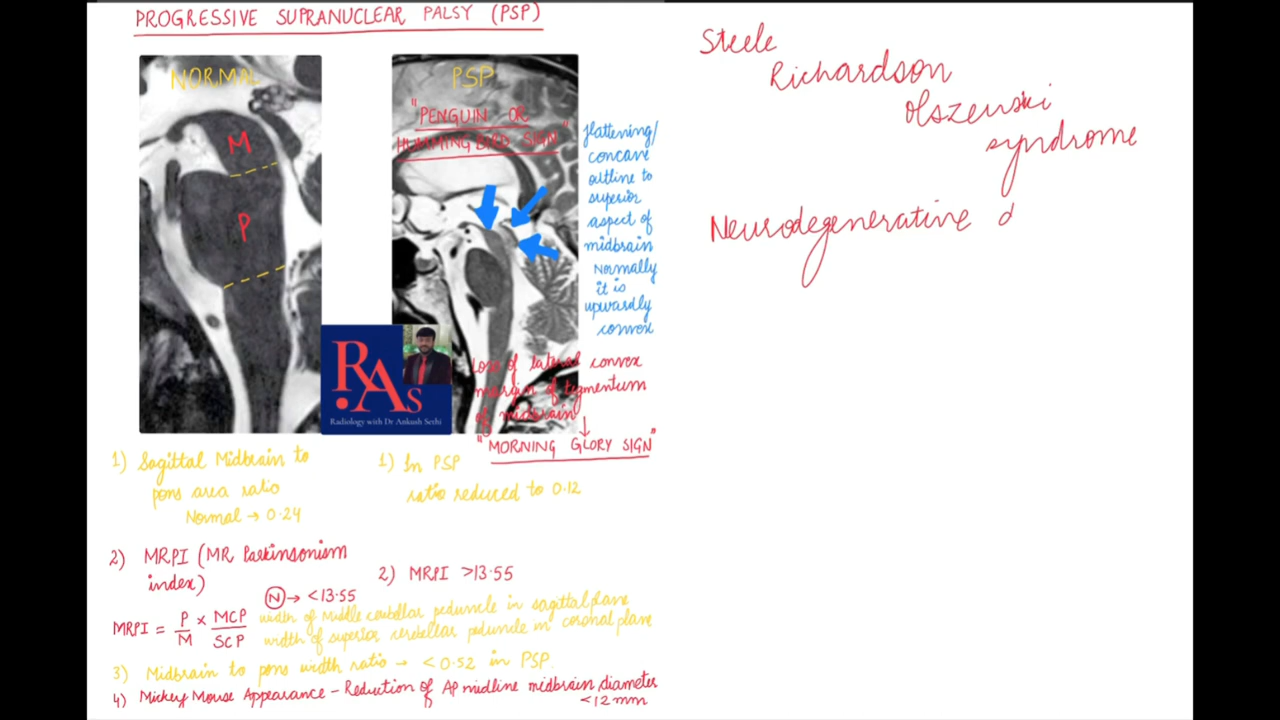 PROGRESSIVE SUPRANUCLEAR PALSY (PSP)
NORMAL
M
P
PSP
"PENGUIN OR
HUMMING BIRD SIGN"
flattening/
concave
outline to
superior
aspect of
midbrain
Normally
it is
upwardly
convex
Loss of lateral convex
margin of tegmentum
of midbrain
↓
"MORNING GLORY SIGN"
R.As
Radiology with Dr Ankush Sethi
1) Sagittal Midbrain to
pons area ratio
Normal → 0.24
1) In PSP
ratio reduced to 0.12
2) MRPI (MR Parkinsonism
index)
N → <13.55
2) MRPI >13.55
MRPI = P/M × MCP/SCP
width of Middle cerebellar peduncle in sagittal plane
width of superior cerebellar peduncle in coronal plane
3) Midbrain to pons width ratio → <0.52 in PSP.
4) Mickey Mouse Appearance - Reduction of AP midline midbrain diameter
<12mm
Steele
Richardson
Olszenski
syndrome
Neurodegenerative d